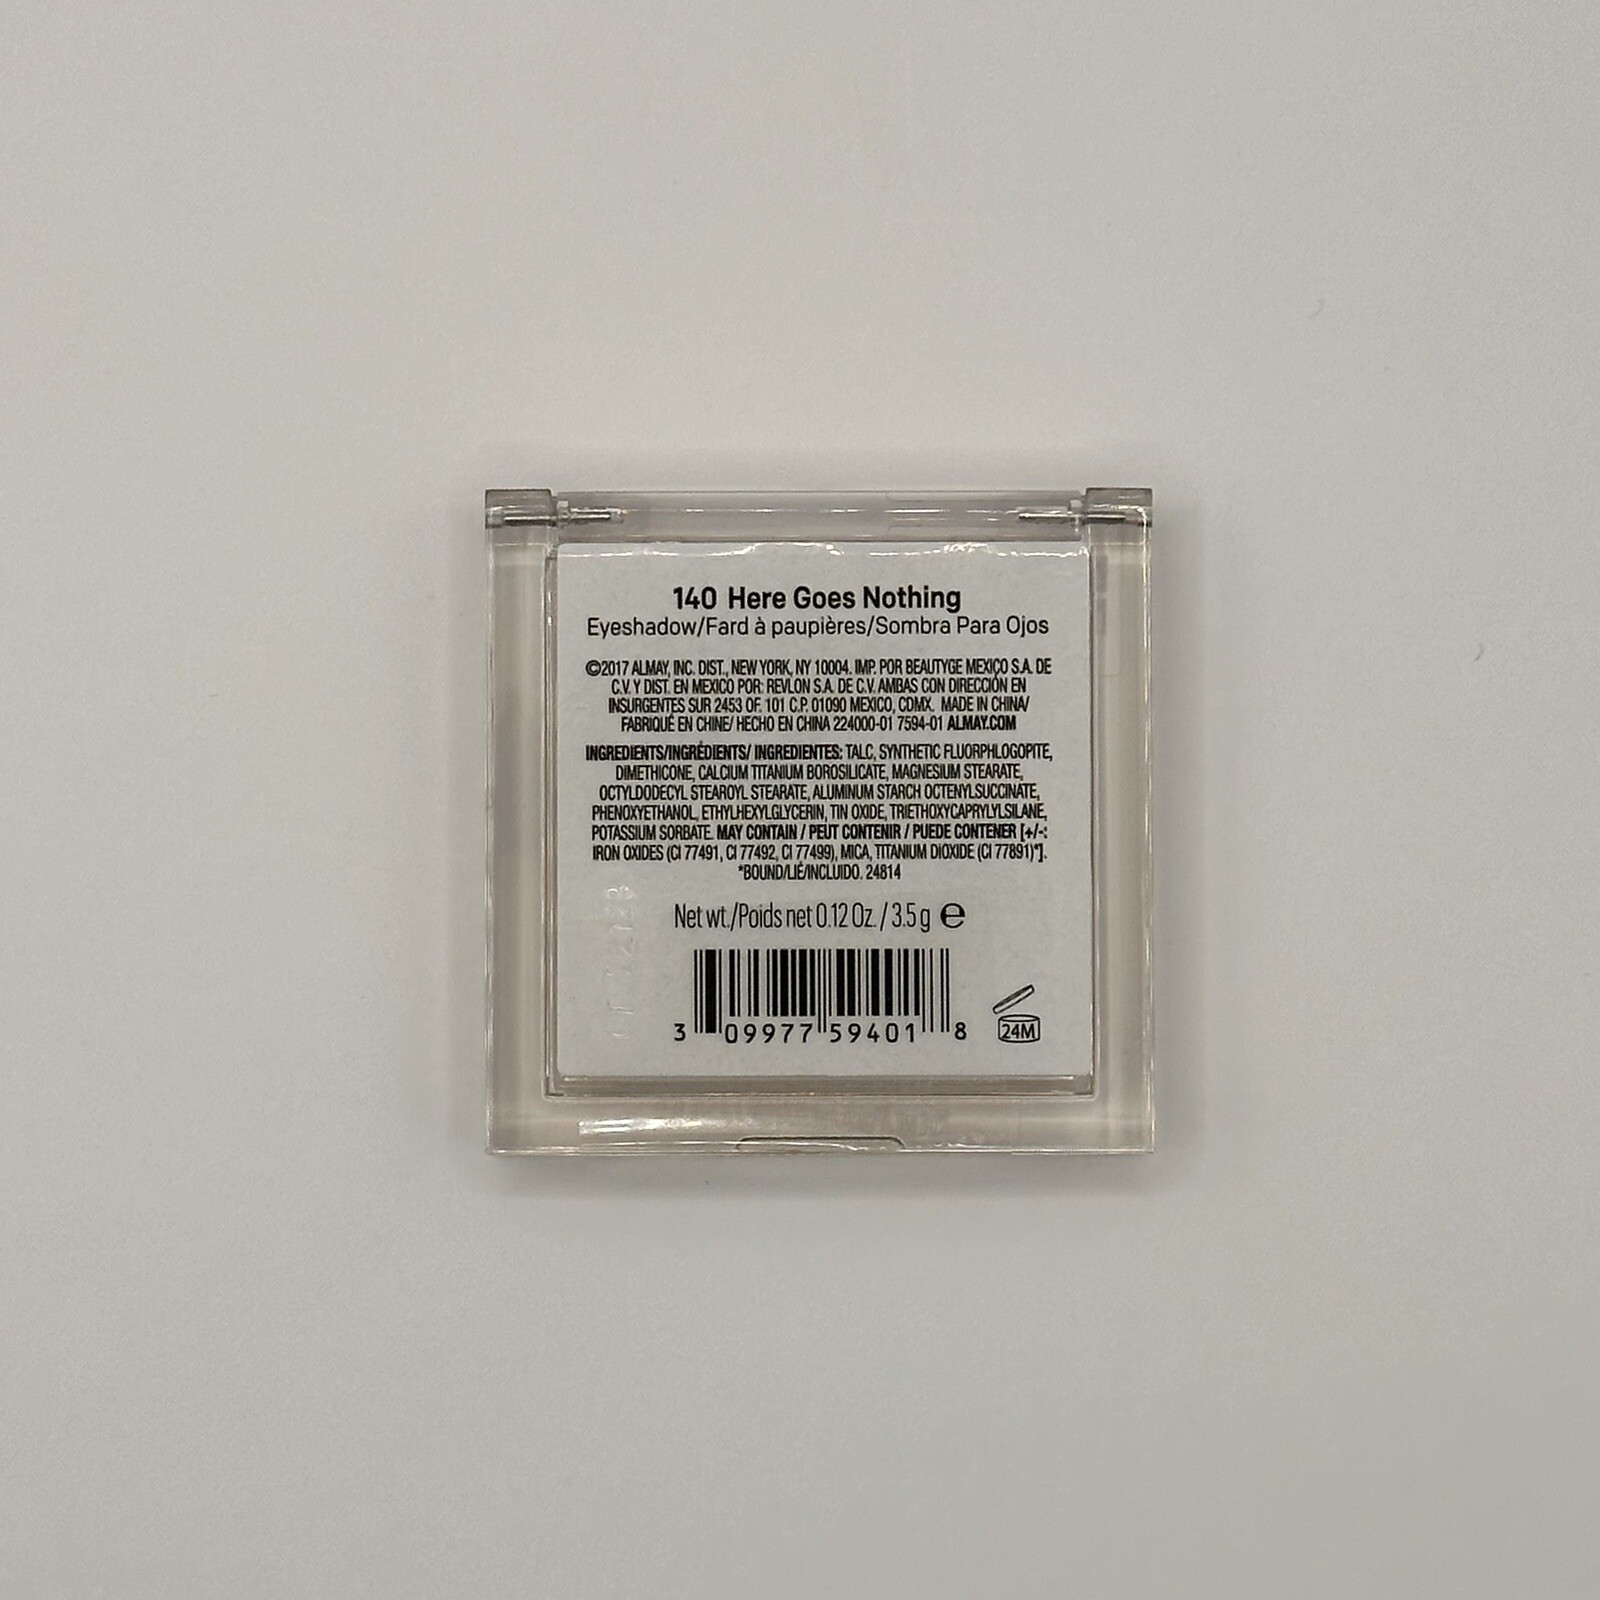 140 Here Goes Nothing
Eyeshadow/Fard à paupières/Sombra Para Ojos
©2017 ALMAY, INC. DIST., NEW YORK, NY 10004. IMP. POR BEAUTYGE MEXICO S.A. DE
C.V. Y DIST. EN MEXICO POR: REVLON S.A. DE C.V. AMBAS CON DIRECCIÓN EN
INSURGENTES SUR 2453 OF. 101 C.P. 01090 MEXICO, CDMX. MADE IN CHINA/
FABRIQUÉ EN CHINE/ HECHO EN CHINA 224000-01 7594-01 ALMAY.COM
INGREDIENTS/INGRÉDIENTS/ INGREDIENTES: TALC, SYNTHETIC FLUORPHLOGOPITE,
DIMETHICONE, CALCIUM TITANIUM BOROSILICATE, MAGNESIUM STEARATE,
OCTYLDODECYL STEAROYL STEARATE, ALUMINUM STARCH OCTENYLSUCCINATE,
PHENOXYETHANOL, ETHYLHEXYLGLYCERIN, TIN OXIDE, TRIETHOXYCAPRYLYLSILANE,
POTASSIUM SORBATE. MAY CONTAIN / PEUT CONTENIR / PUEDE CONTENER [+/-:
IRON OXIDES (CI 77491, CI 77492, CI 77499), MICA, TITANIUM DIOXIDE (CI 77891)*].
*BOUND/LIÉ/INCLUIDO. 24814
Net wt./Poids net 0.12 Oz. / 3.5 g ℮
3 09977 59401 8
24M